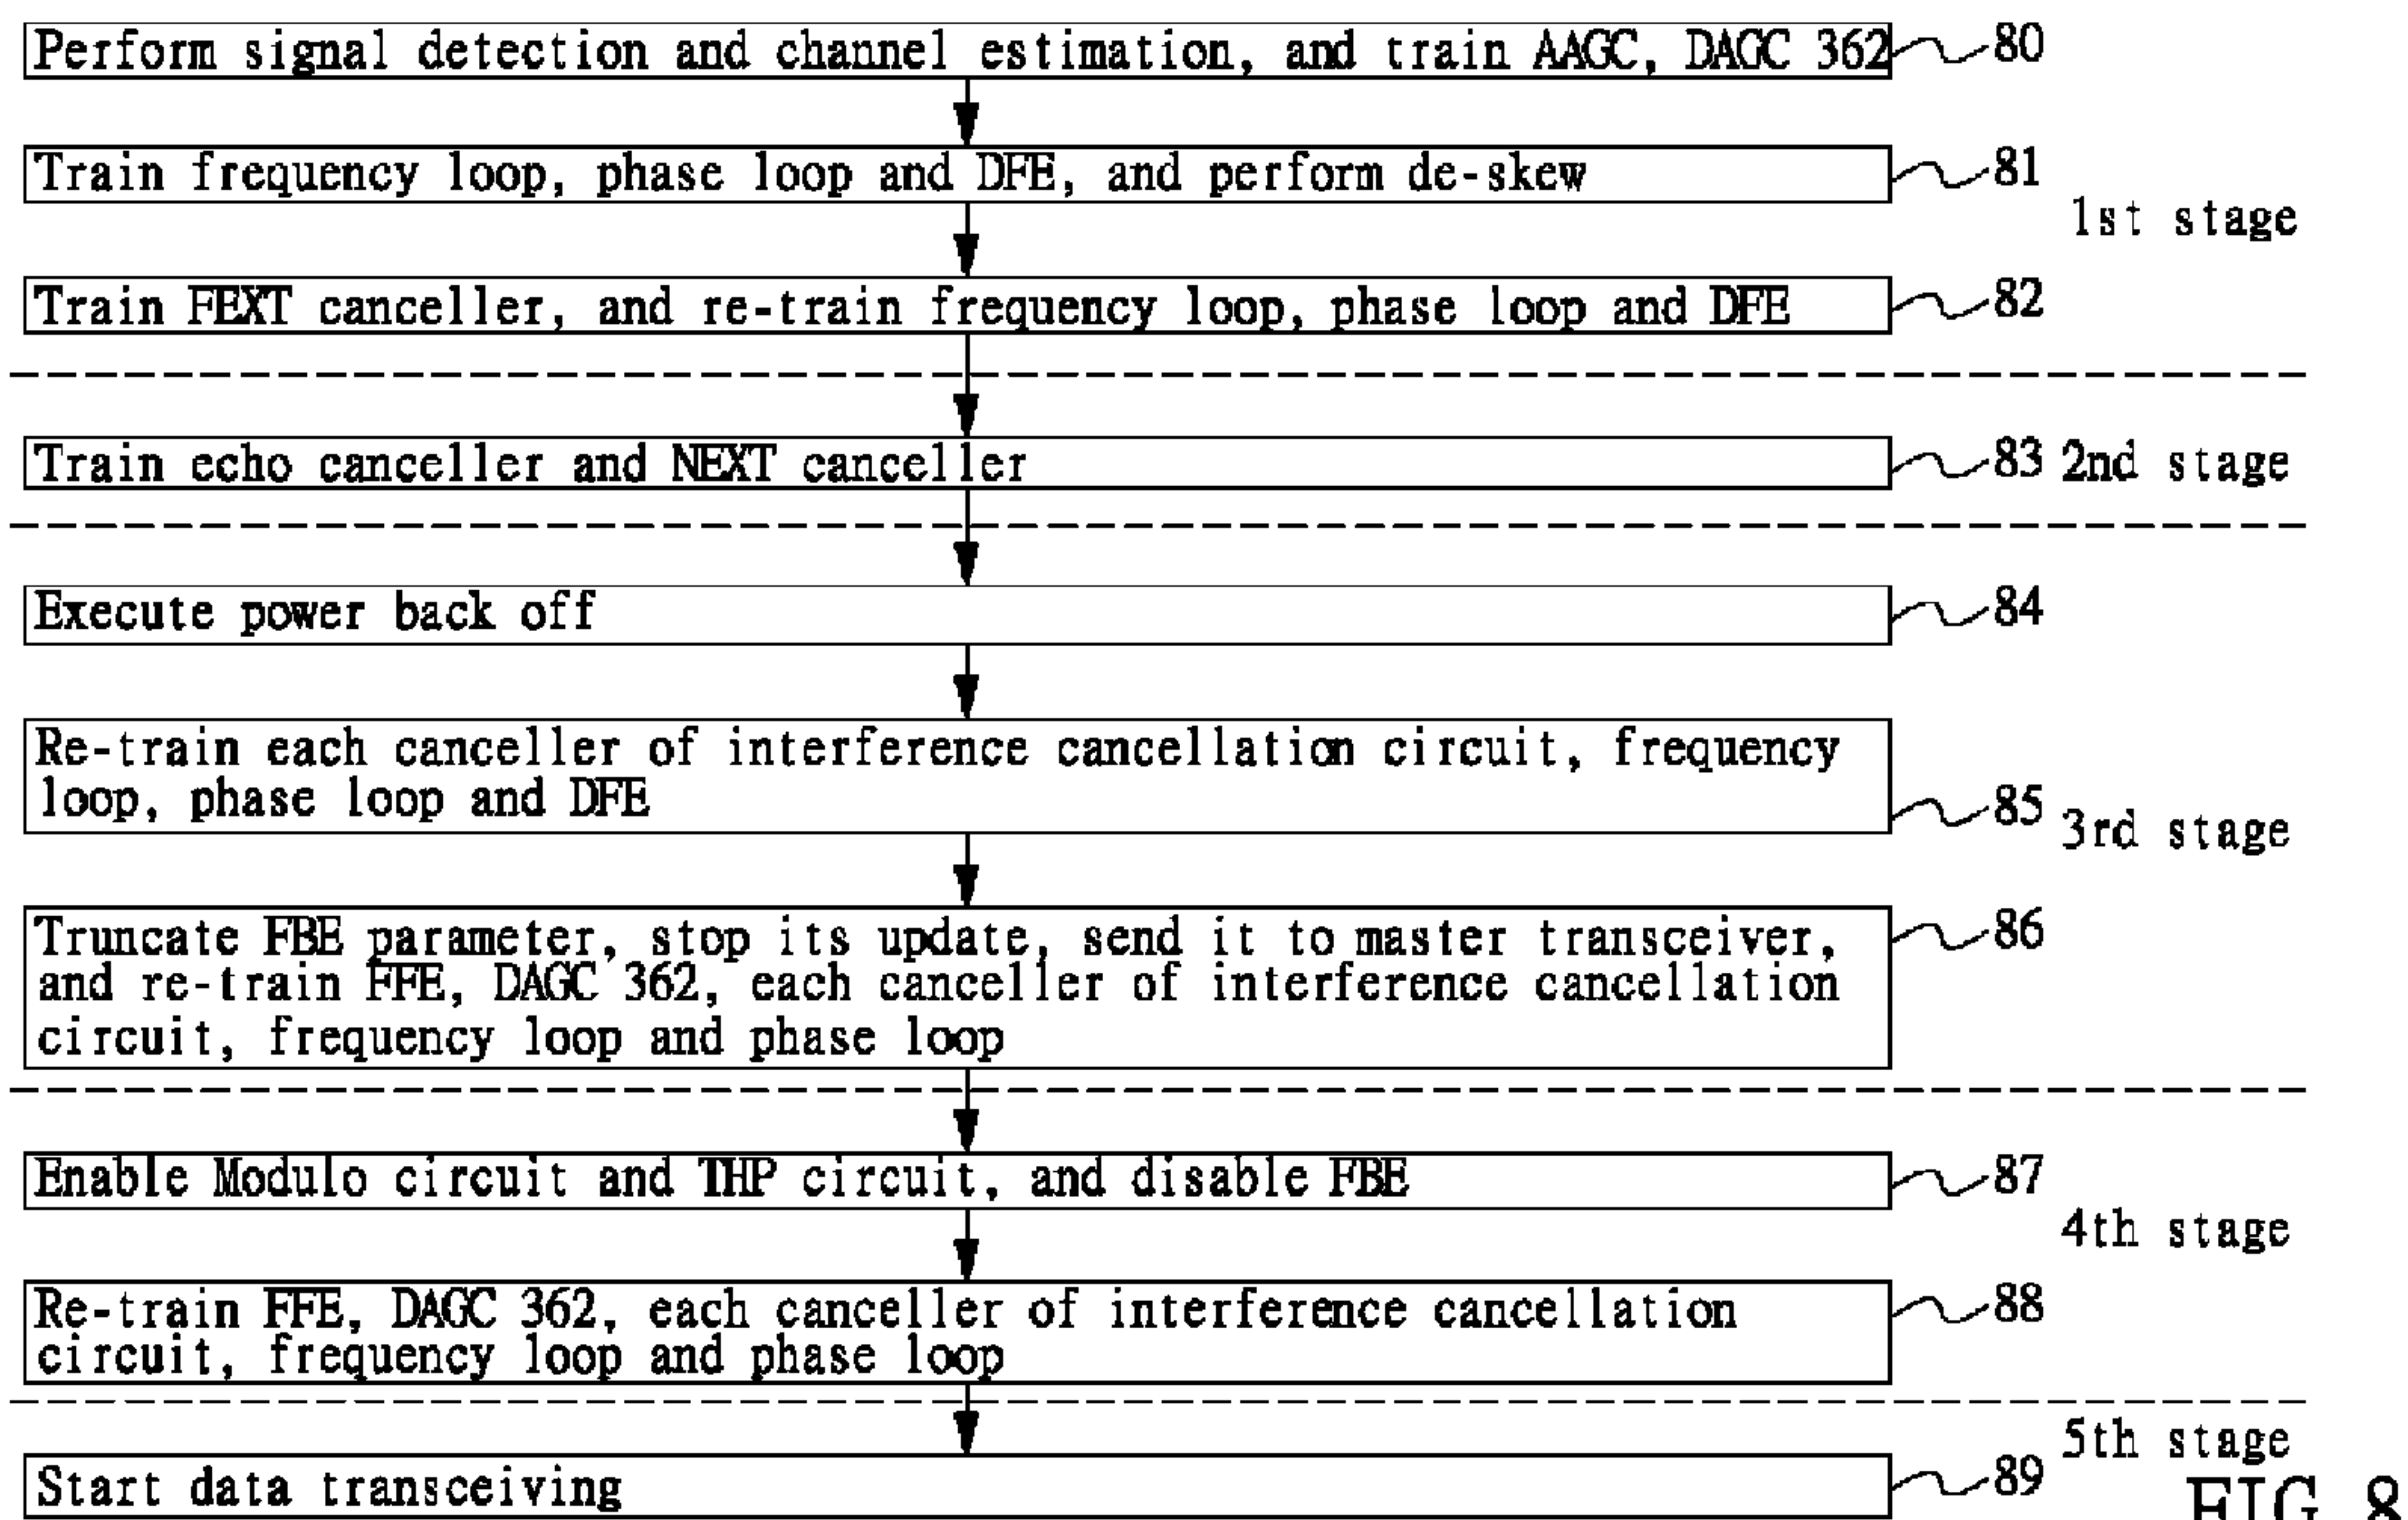 Perform signal detection and channel estimation, and train AAGC, DAGC 362
80
Train frequency loop, phase loop and DFE, and perform de-skew
81
1st stage
Train FEXT canceller, and re-train frequency loop, phase loop and DFE
82
Train echo canceller and NEXT canceller
83
2nd stage
Execute power back off
84
Re-train each canceller of interference cancellation circuit, frequency
loop, phase loop and DFE
85
3rd stage
Truncate FBE parameter, stop its update, send it to master transceiver,
and re-train FFE, DAGC 362, each canceller of interference cancellation
circuit, frequency loop and phase loop
86
Enable Modulo circuit and THP circuit, and disable FBE
87
4th stage
Re-train FFE, DAGC 362, each canceller of interference cancellation
circuit, frequency loop and phase loop
88
5th stage
Start data transceiving
89
FIG 8